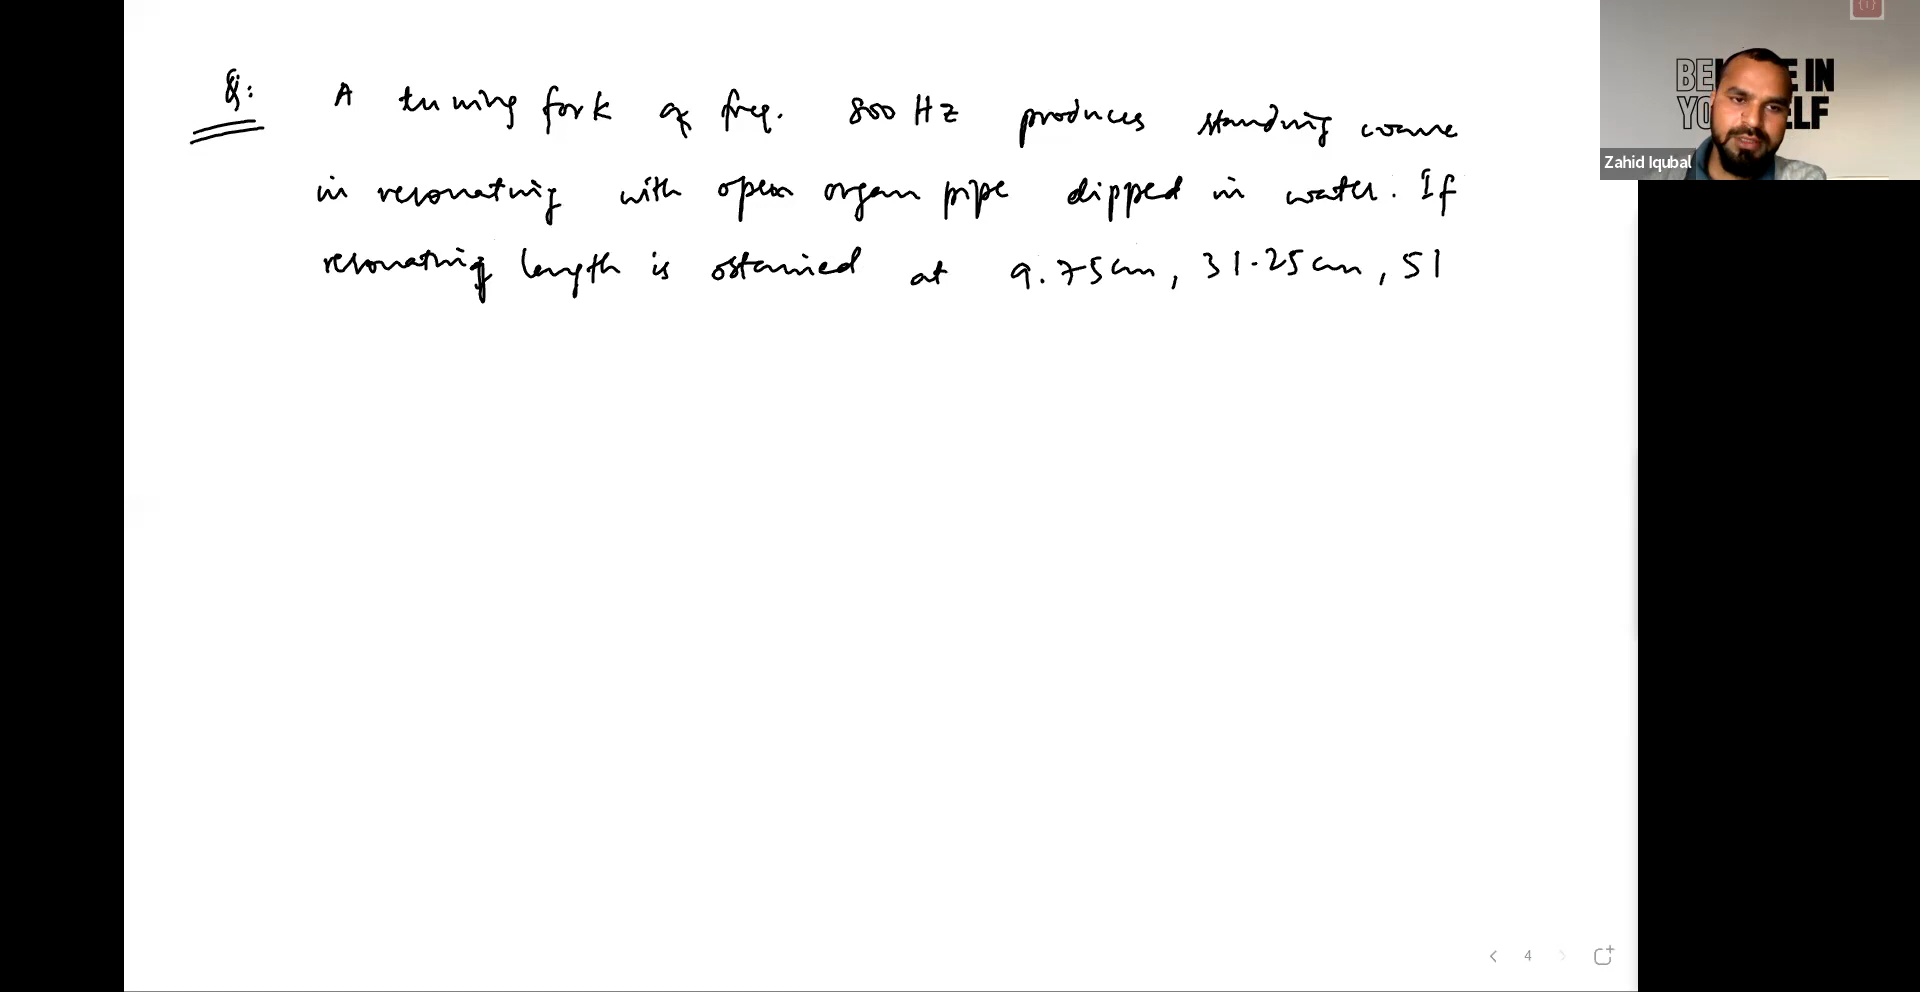 Q: A tuning fork of freq. 800 Hz produces standing wave
in resonating with open organ pipe dipped in water. If
resonating length is obtained at 9.75cm, 31.25cm, 51
BE IN
YO ELF
Zahid Iqubal
4